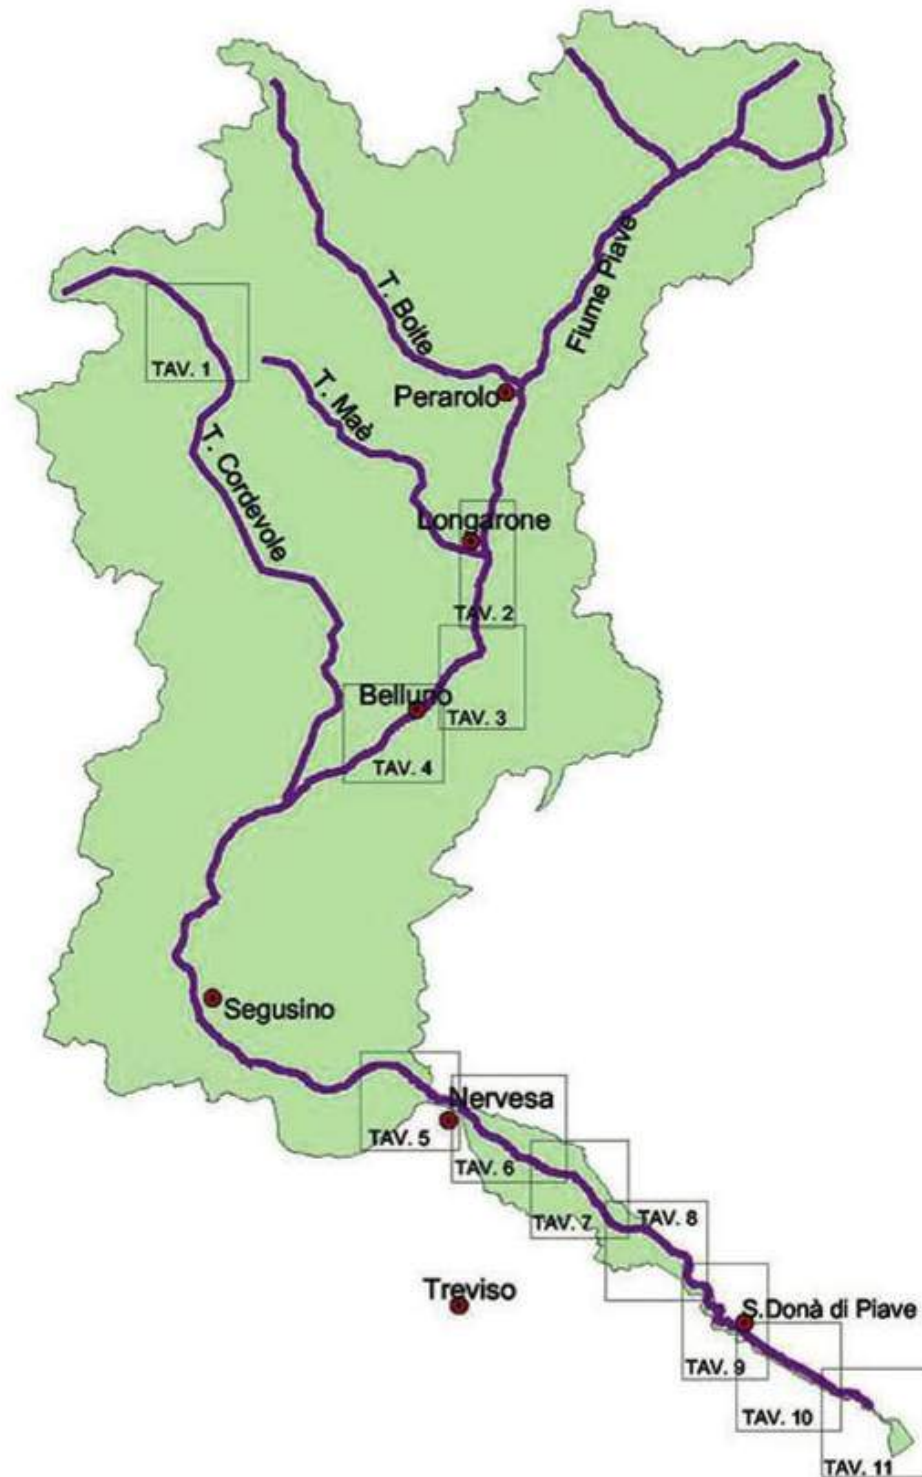 Fiume Piave
T. Boite
TAV. 1
T. Maè
Perarolo
T. Cordevole
Longarone
TAV. 2
Belluno
TAV. 3
TAV. 4
Segusino
Nervesa
TAV. 5
TAV. 6
TAV. 7
TAV. 8
Treviso
S.Donà di Piave
TAV. 9
TAV. 10
TAV. 11